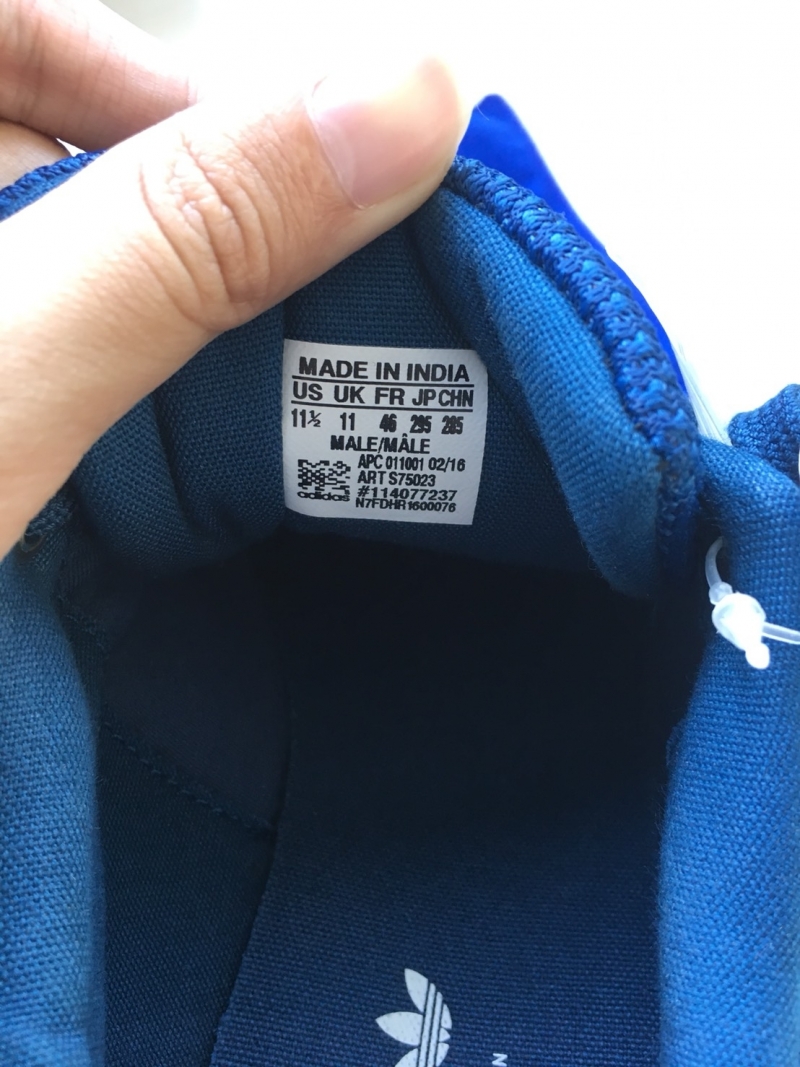 MADE IN INDIA
US UK FR JP CHN
11½ 11 46 295 285
MALE/MÂLE
APC 011001 02/16
ART S75023
#114077237
adidas
N7FDHR1600076
N